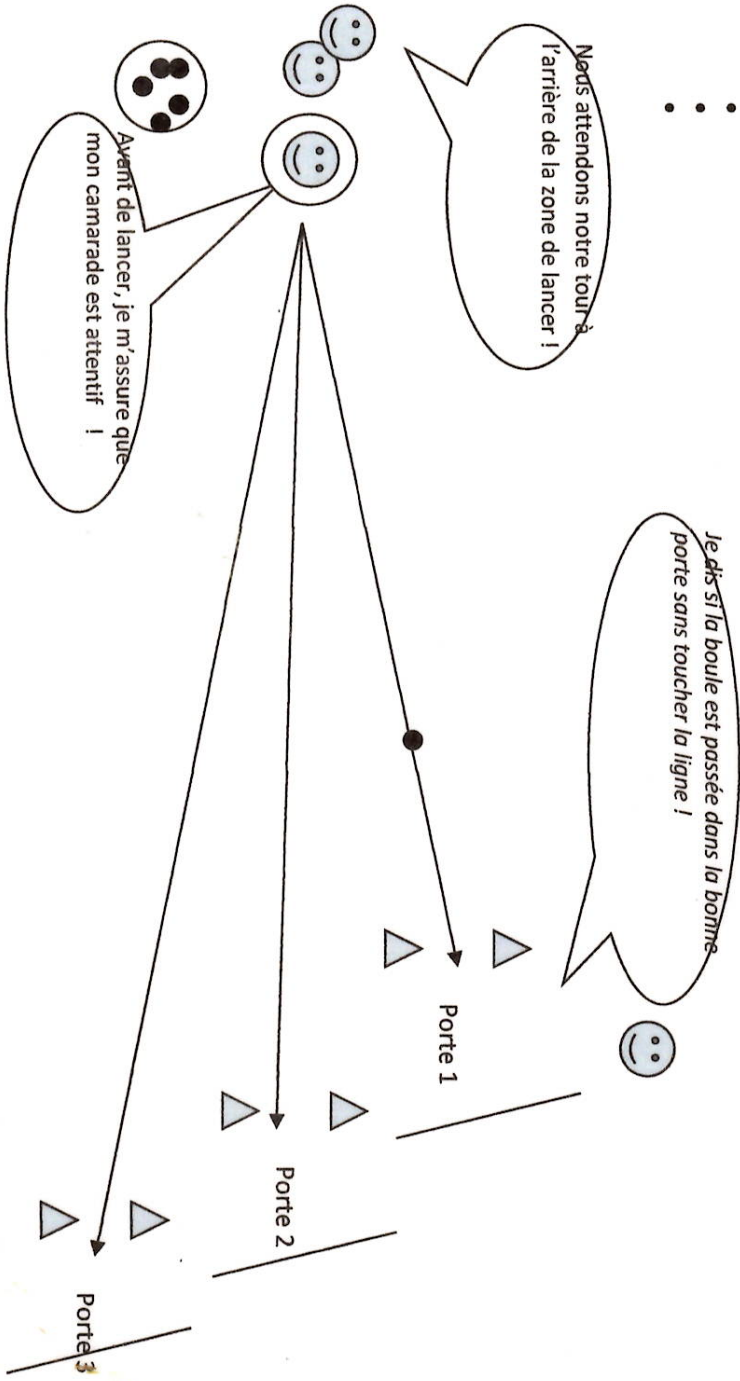 Nous attendons notre tour à
l'arrière de la zone de lancer !
Je dis si la boule est passée dans la bonne
porte sans toucher la ligne !
Avant de lancer, je m'assure que
mon camarade est attentif !
Porte 1
Porte 2
Porte 3